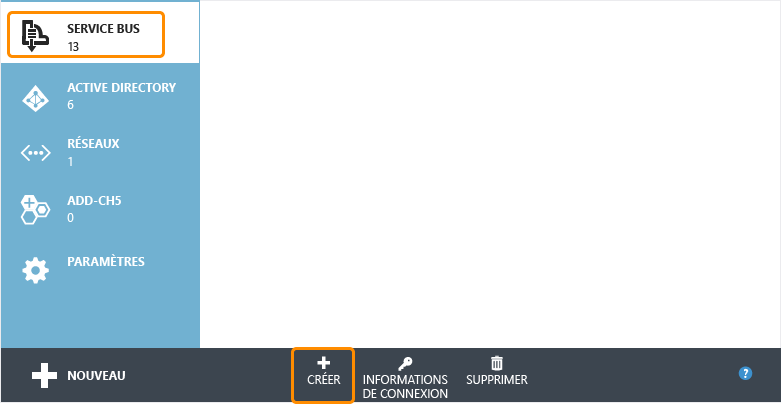 SERVICE BUS
13
ACTIVE DIRECTORY
6
RÉSEAUX
1
ADD-CH5
0
PARAMÈTRES
NOUVEAU
CRÉER
INFORMATIONS
DE CONNEXION
SUPPRIMER
?